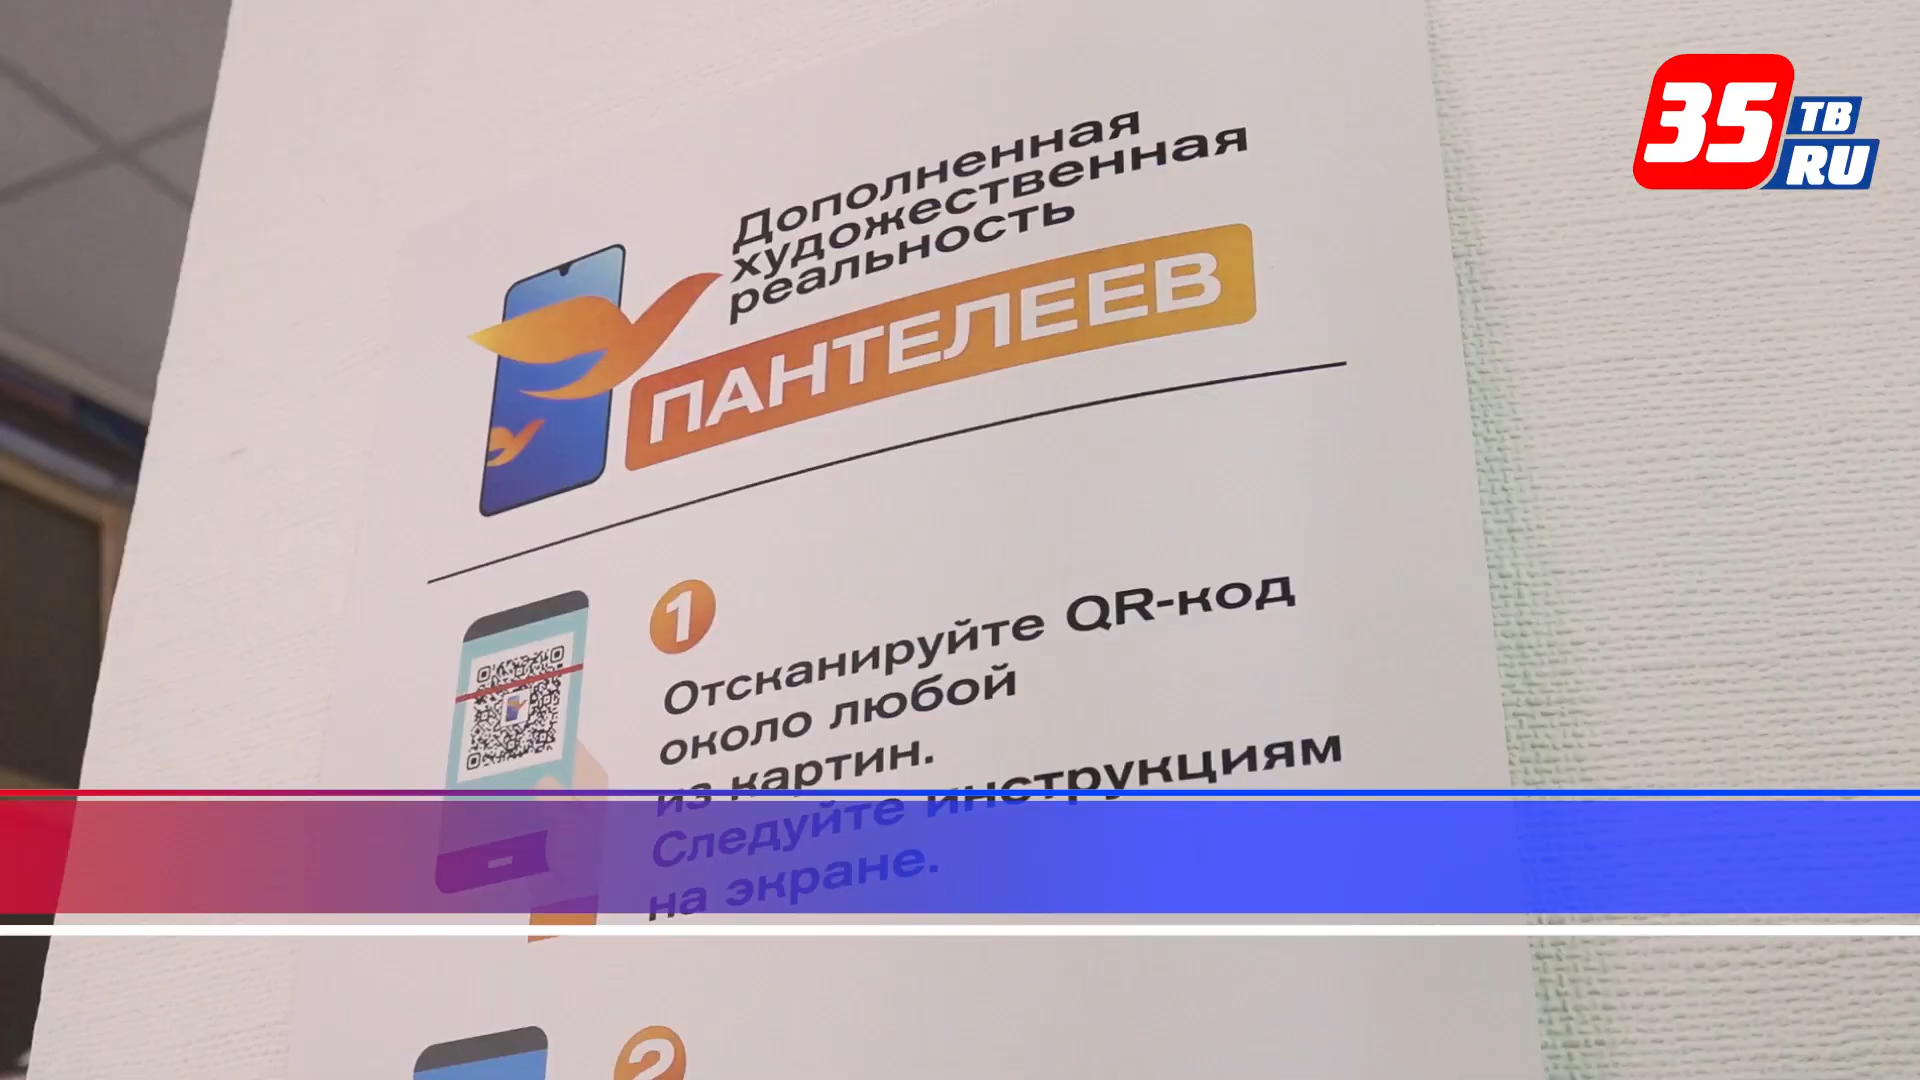 35
ТВ
RU
Дополненная
художественная
реальность
ПАНТЕЛЕЕВ
1
Отсканируйте QR-код
около любой
из картин.
Следуйте инструкциям
на экране.
2